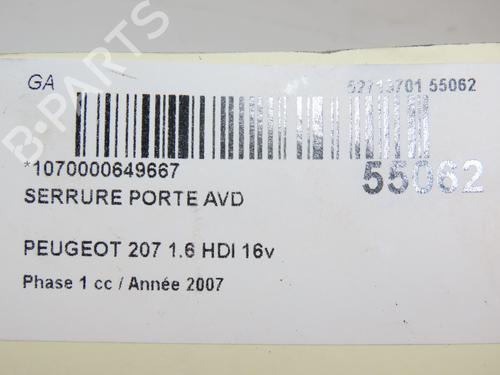 GA
52713701 55062
*1070000649667
55062
SERRURE PORTE AVD
PEUGEOT 207 1.6 HDI 16v
Phase 1 cc / Année 2007
B-PARTS